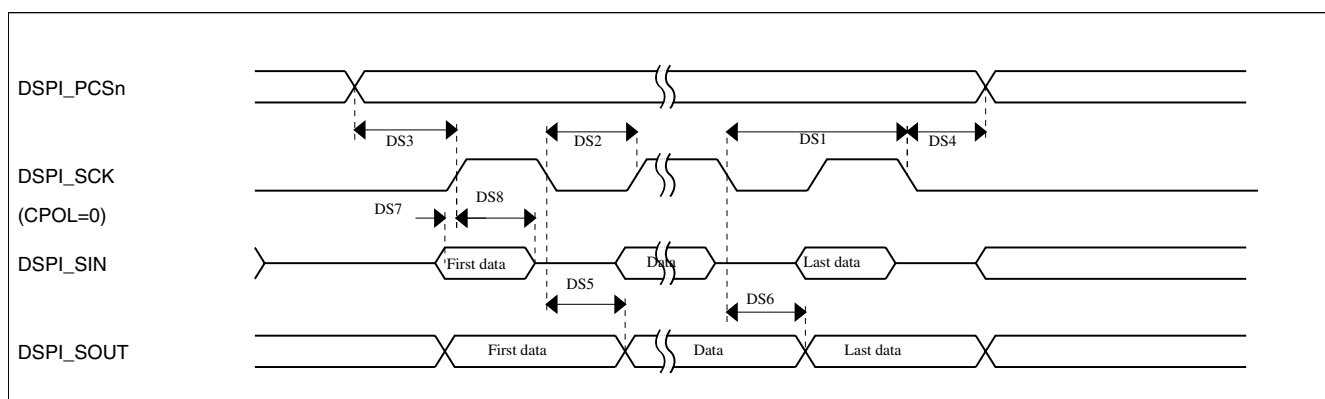 DSPI_PCSn
DS3
DS2
DS1
DS4
DSPI_SCK
(CPOL=0)
DS7
DS8
DSPI_SIN
First data
Data
Last data
DS5
DS6
DSPI_SOUT
First data
Data
Last data